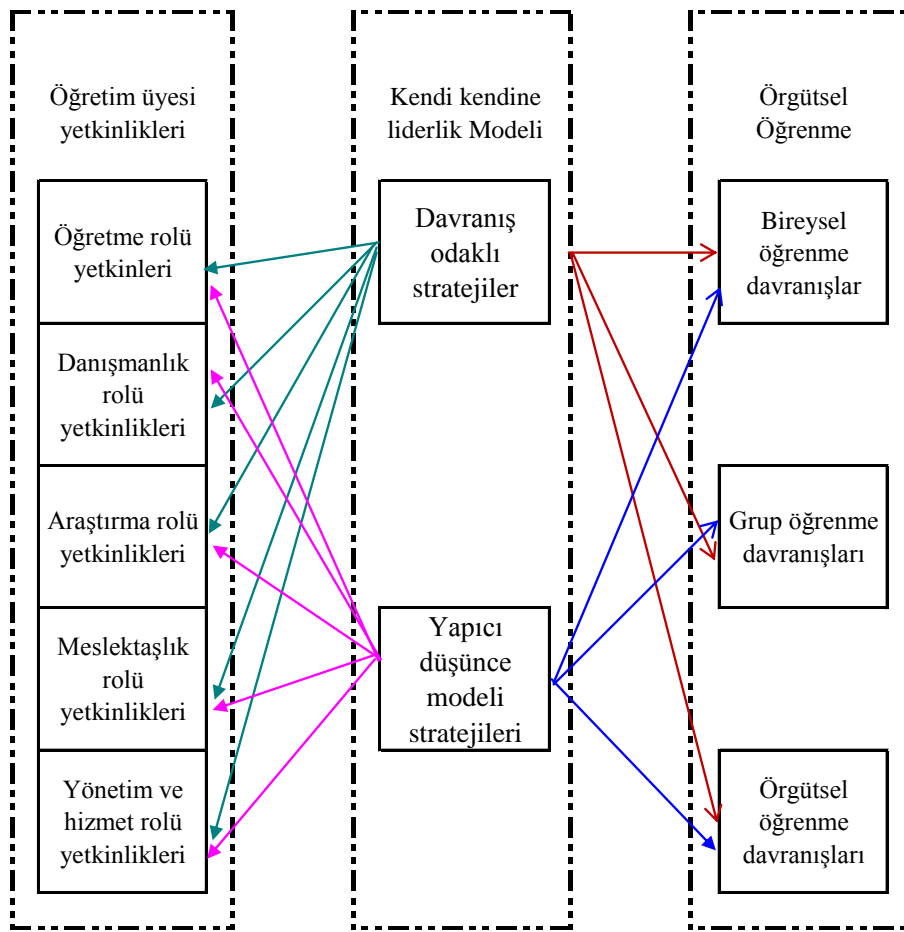 Öğretim üyesi
yetkinlikleri
Öğretme rolü
yetkinleri
Danışmanlık
rolü
yetkinlikleri
Araştırma rolü
yetkinlikleri
Meslektaşlık
rolü
yetkinlikleri
Yönetim ve
hizmet rolü
yetkinlikleri
Kendi kendine
liderlik Modeli
Davranış
odaklı
stratejiler
Yapıcı
düşünce
modeli
stratejileri
Örgütsel
Öğrenme
Bireysel
öğrenme
davranışlar
Grup öğrenme
davranışları
Örgütsel
öğrenme
davranışları